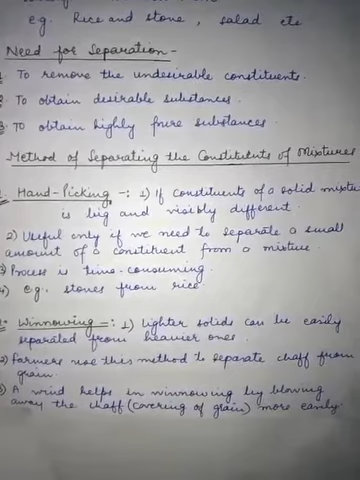 e.g. Rice and stone, salad etc
Need for Separation -
1. To remove the undesirable constituents.
2. To obtain desirable substances.
3. To obtain highly pure substances.
Method of Separating the Constituents of Mixtures
1. Hand-Picking -: 1) If constituents of a solid mixture
is big and visibly different.
2) Useful only if we need to separate a small
amount of a constituent from a mixture.
3) Process is time-consuming.
4) e.g. stones from rice
2. Winnowing -: 1) lighter solids can be easily
separated from heavier ones.
2) Farmers use this method to separate chaff from
grain.
3) A wind helps in winnowing by blowing
away the chaff (covering of grain) more easily